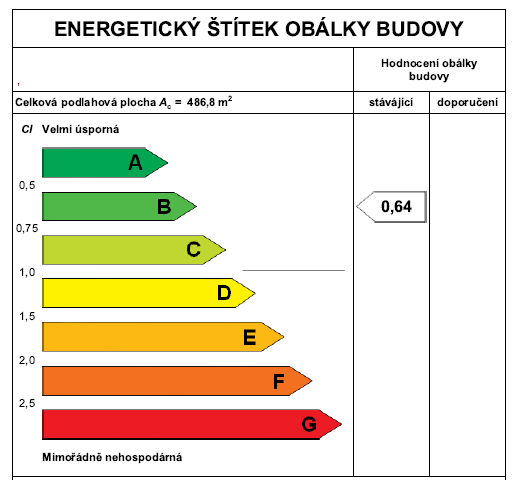 ENERGETICKÝ ŠTÍTEK OBÁLKY BUDOVY
Hodnocení obálky
budovy
,
Celková podlahová plocha Ac = 486,8 m²
stávající
doporučení
CI Velmi úsporná
A
0,5
B
0,64
0,75
C
1,0
D
1,5
E
2,0
F
2,5
G
Mimořádně nehospodárná